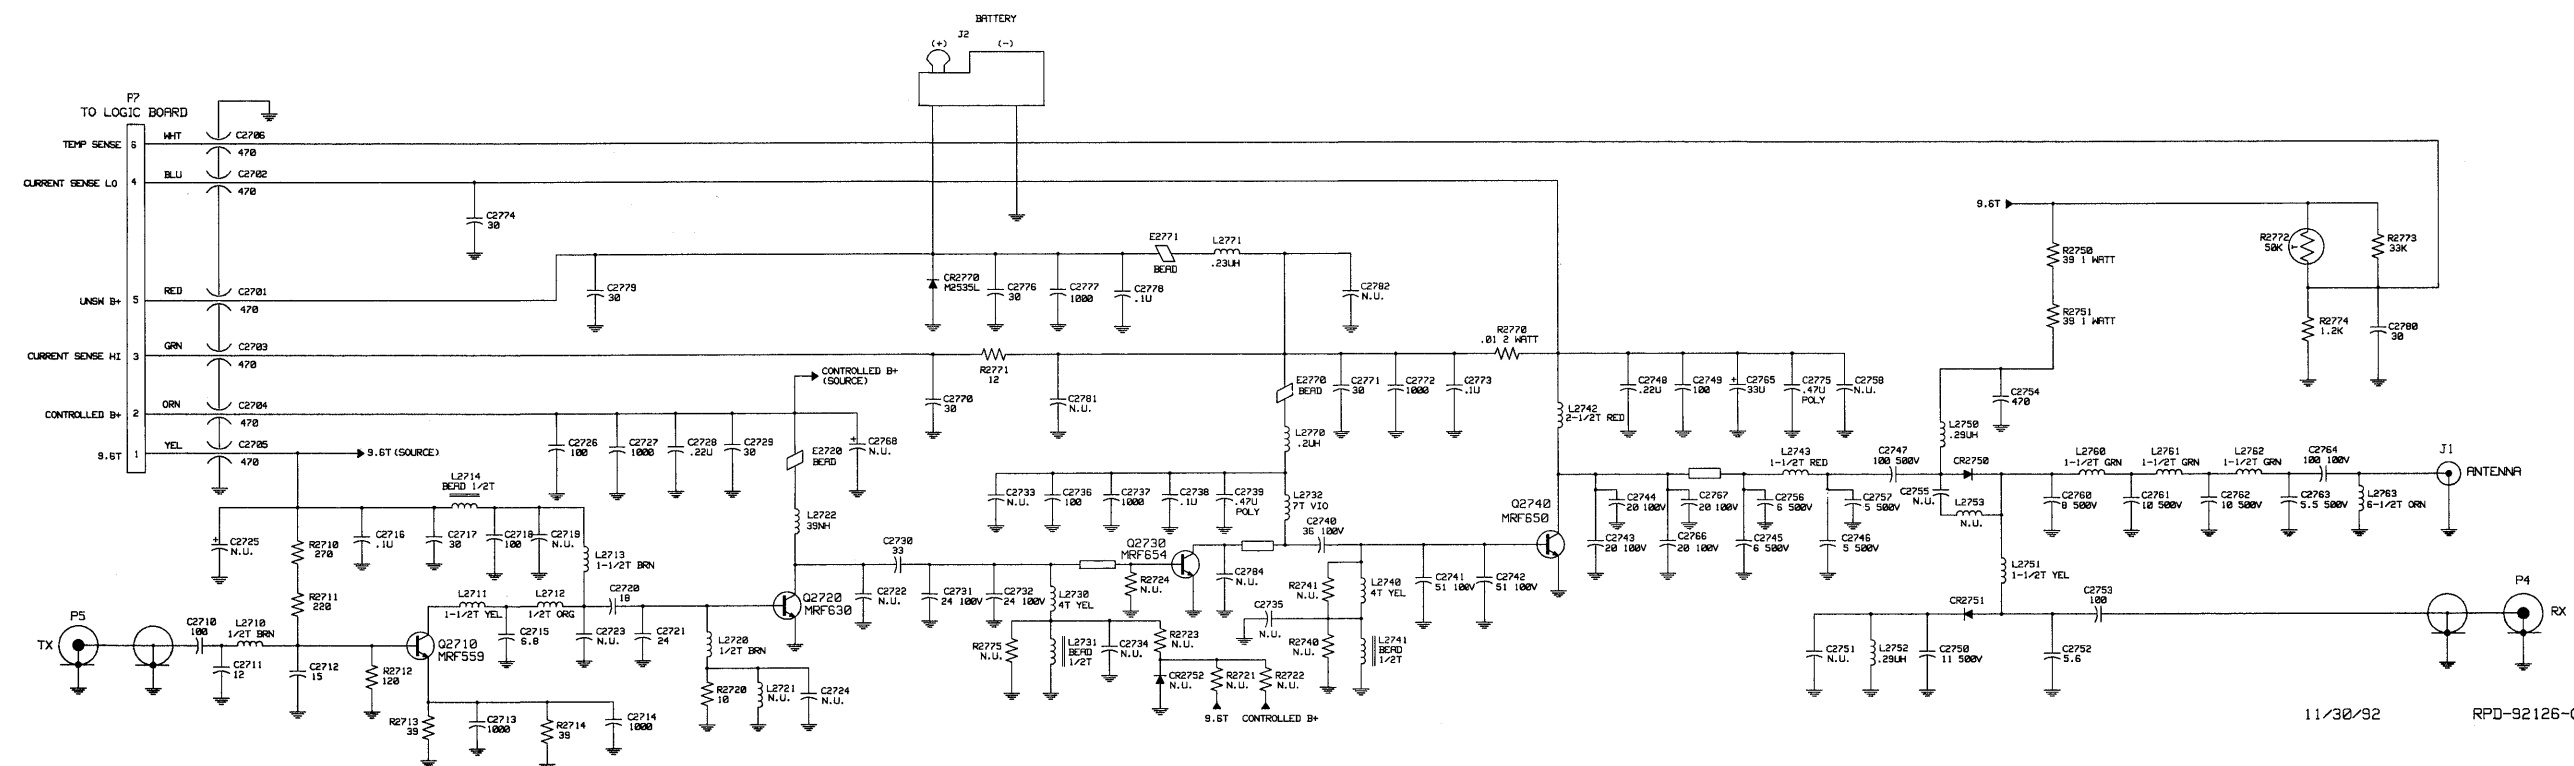 BATTERY
J2
(+)
(-)
P7
TO LOGIC BOARD
TEMP SENSE 6 WHT C2706
470
CURRENT SENSE LO 4 BLU C2702
470
C2774
30
UNSW B+ 5 RED C2701
470
C2779
30
CR2770
M2535L
C2776
30
C2777
1000
C2778
.1U
E2771
BEAD
L2771
.23UH
C2782
N.U.
CURRENT SENSE HI 3 GRN C2703
470
R2771
12
C2770
30
C2781
N.U.
R2770
.01 2 WATT
E2770
BEAD
C2771
30
C2772
1000
C2773
.1U
L2770
.2UH
CONTROLLED B+ 2 ORN C2704
470
CONTROLLED B+
(SOURCE)
C2726
100
C2727
1000
C2728
.22U
C2729
30
E2720
BEAD
+ C2768
N.U.
9.6T 1 YEL C2705
470
9.6T (SOURCE)
L2714
BEAD 1/2T
+ C2725
N.U.
R2710
270
C2716
.1U
C2717
30
C2718
100
C2719
N.U.
L2713
1-1/2T BRN
R2711
220
P5
TX
C2710
100
L2710
1/2T BRN
C2711
12
C2712
15
R2712
120
Q2710
MRF559
L2711
1-1/2T YEL
L2712
1/2T ORG
C2715
6.8
C2720
18
C2723
N.U.
C2721
24
R2713
39
C2713
1000
R2714
39
C2714
1000
L2722
39NH
Q2720
MRF630
L2720
1/2T BRN
R2720
10
L2721
N.U.
C2724
N.U.
C2722
N.U.
C2730
33
C2731
24 100V
C2732
24 100V
L2730
4T YEL
R2724
N.U.
Q2730
MRF654
C2733
N.U.
C2736
100
C2737
1000
C2738
.1U
C2739
.47U
POLY
L2732
7T VIO
C2740
36 100V
C2784
N.U.
R2775
N.U.
L2731
BEAD
1/2T
C2734
N.U.
R2723
N.U.
CR2752
N.U.
R2721
N.U.
R2722
N.U.
9.6T
CONTROLLED B+
C2735
N.U.
R2741
N.U.
L2740
4T YEL
R2740
N.U.
L2741
BEAD
1/2T
C2741
51 100V
C2742
51 100V
Q2740
MRF650
L2742
2-1/2T RED
C2748
.22U
C2749
100
+ C2765
33U
C2775
.47U
POLY
C2758
N.U.
C2744
20 100V
C2743
20 100V
C2767
20 100V
C2766
20 100V
C2756
6 500V
C2745
6 500V
L2743
1-1/2T RED
C2757
5 500V
C2746
5 500V
C2747
100 500V
9.6T
R2750
39 1 WATT
R2751
39 1 WATT
C2754
470
L2750
.29UH
CR2750
C2755
N.U.
L2753
N.U.
R2772
50K
T
R2773
33K
R2774
1.2K
C2780
30
L2760
1-1/2T GRN
L2761
1-1/2T GRN
L2762
1-1/2T GRN
C2764
100 100V
J1
ANTENNA
C2760
8 500V
C2761
10 500V
C2762
10 500V
C2763
5.5 500V
L2763
6-1/2T ORN
L2751
1-1/2T YEL
CR2751
C2753
100
C2751
N.U.
L2752
.29UH
C2750
11 500V
C2752
5.6
P4
RX
11/30/92
RPD-92126-